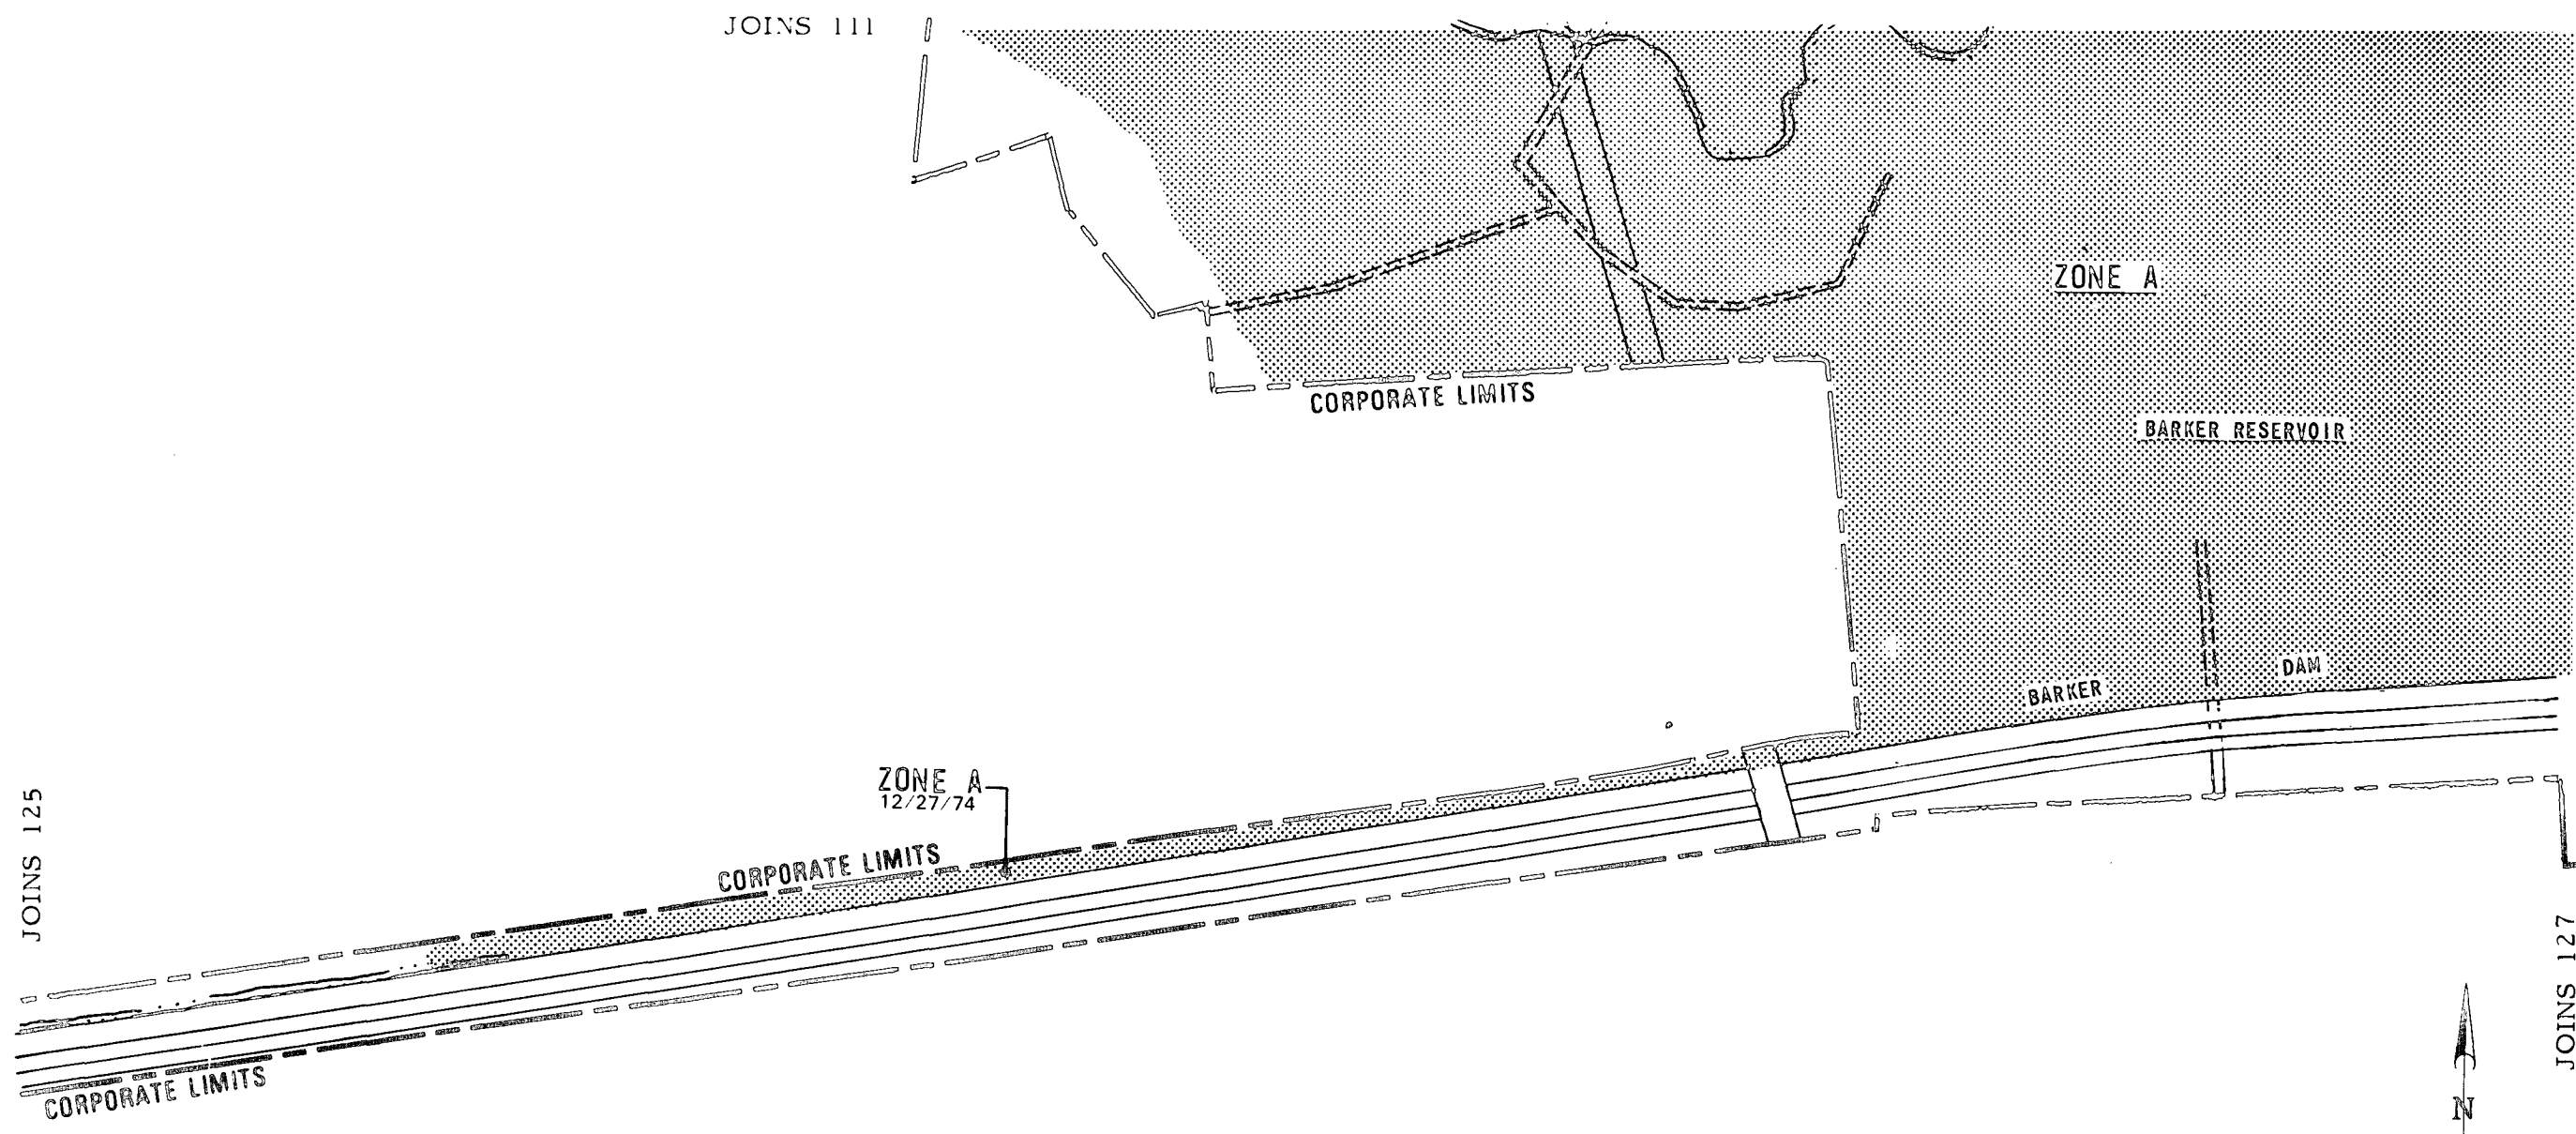 JOINS 111
ZONE A
CORPORATE LIMITS
BARKER RESERVOIR
DAM
BARKER
ZONE A
12/27/74
JOINS 125
CORPORATE LIMITS
JOINS 127
CORPORATE LIMITS
N